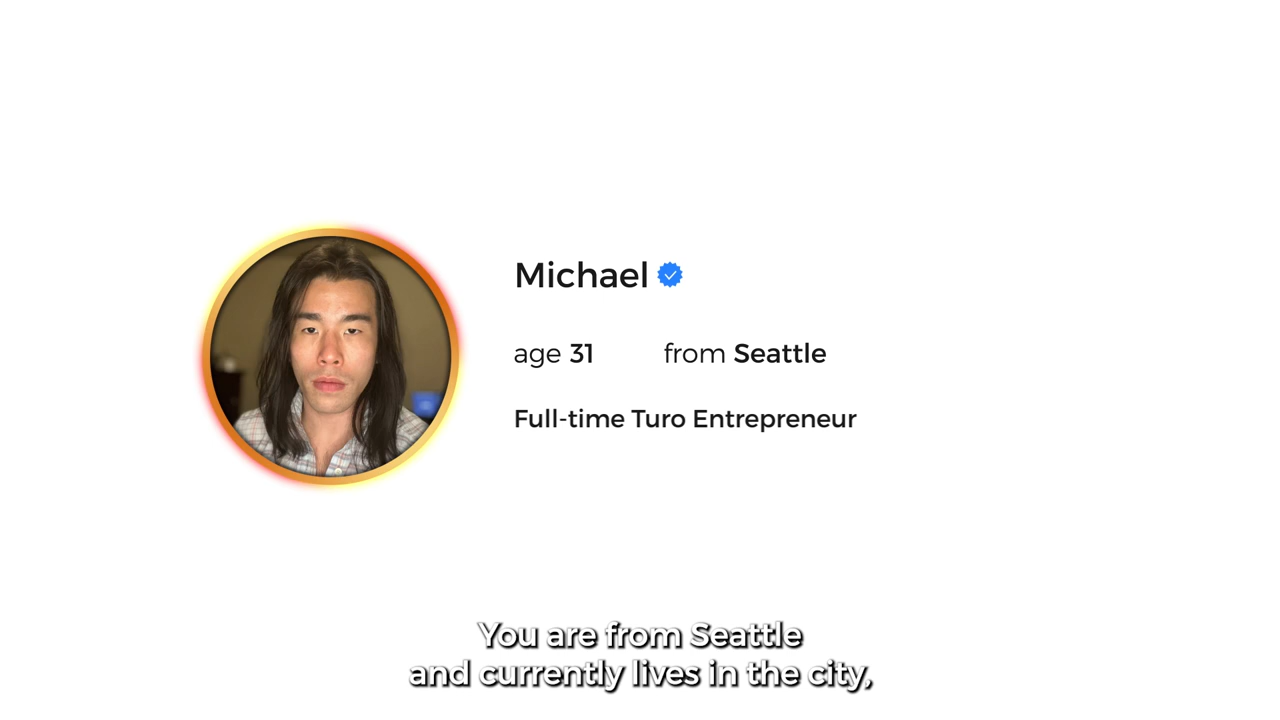 Michael
age 31 from Seattle
Full-time Turo Entrepreneur
You are from Seattle
and currently lives in the city,